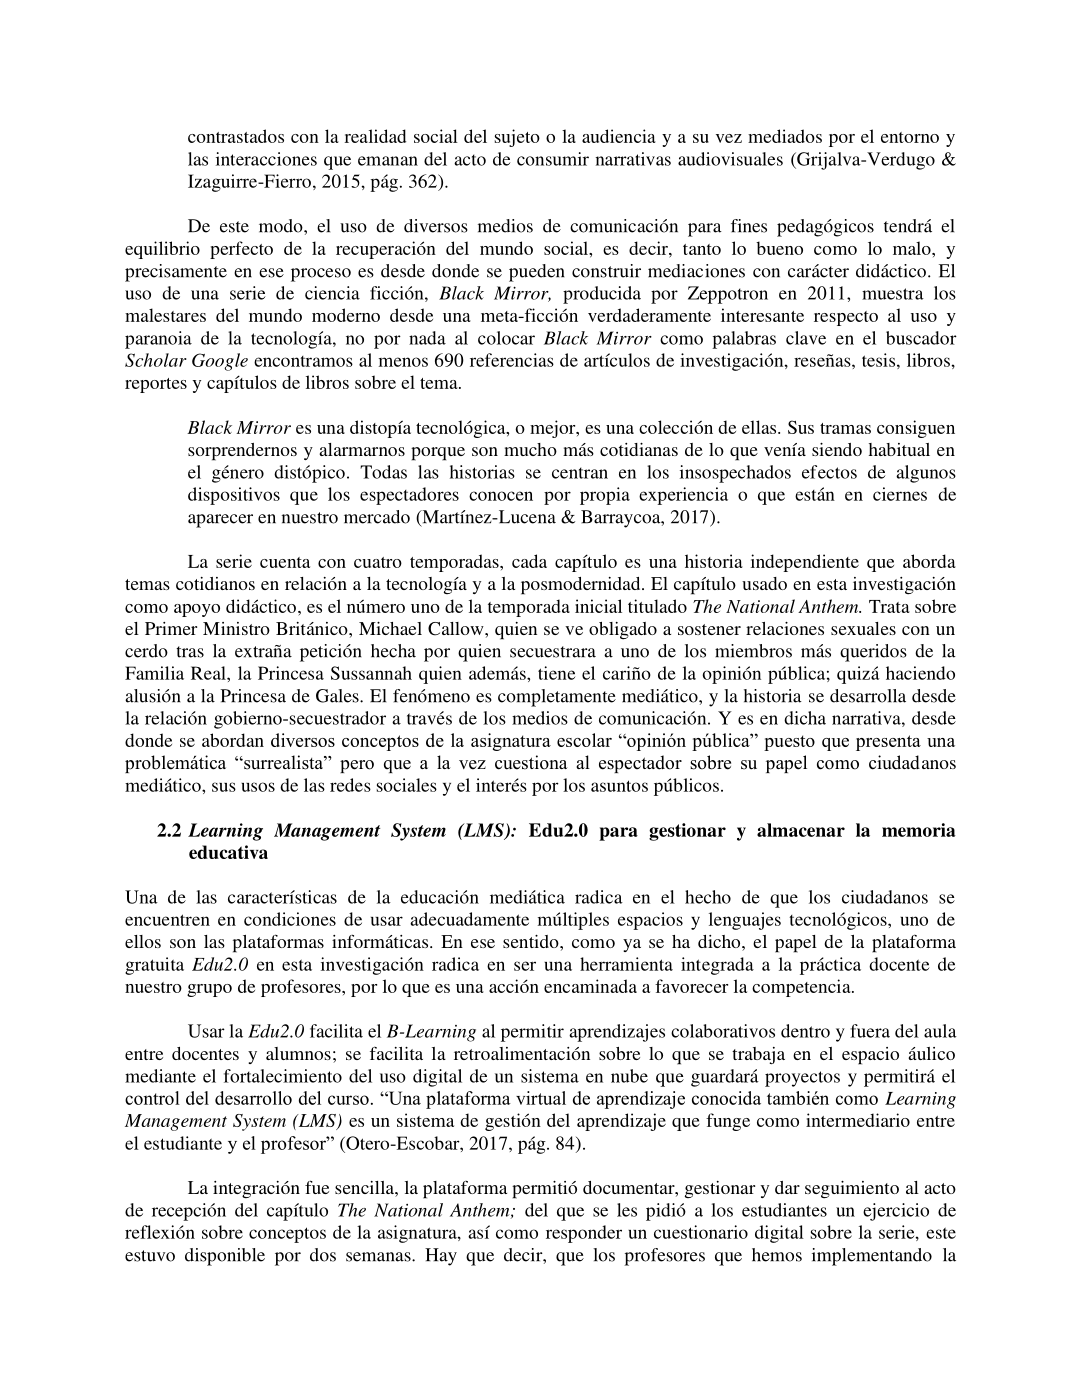 contrastados con la realidad social del sujeto o la audiencia y a su vez mediados por el entorno y
las interacciones que emanan del acto de consumir narrativas audiovisuales (Grijalva-Verdugo &
Izaguirre-Fierro, 2015, pág. 362).
De este modo, el uso de diversos medios de comunicación para fines pedagógicos tendrá el
equilibrio perfecto de la recuperación del mundo social, es decir, tanto lo bueno como lo malo, y
precisamente en ese proceso es desde donde se pueden construir mediaciones con carácter didáctico. El
uso de una serie de ciencia ficción, Black Mirror, producida por Zeppotron en 2011, muestra los
malestares del mundo moderno desde una meta-ficción verdaderamente interesante respecto al uso y
paranoia de la tecnología, no por nada al colocar Black Mirror como palabras clave en el buscador
Scholar Google encontramos al menos 690 referencias de artículos de investigación, reseñas, tesis, libros,
reportes y capítulos de libros sobre el tema.
Black Mirror es una distopía tecnológica, o mejor, es una colección de ellas. Sus tramas consiguen
sorprendernos y alarmarnos porque son mucho más cotidianas de lo que venía siendo habitual en
el género distópico. Todas las historias se centran en los insospechados efectos de algunos
dispositivos que los espectadores conocen por propia experiencia o que están en ciernes de
aparecer en nuestro mercado (Martínez-Lucena & Barraycoa, 2017).
La serie cuenta con cuatro temporadas, cada capítulo es una historia independiente que aborda
temas cotidianos en relación a la tecnología y a la posmodernidad. El capítulo usado en esta investigación
como apoyo didáctico, es el número uno de la temporada inicial titulado The National Anthem. Trata sobre
el Primer Ministro Británico, Michael Callow, quien se ve obligado a sostener relaciones sexuales con un
cerdo tras la extraña petición hecha por quien secuestrara a uno de los miembros más queridos de la
Familia Real, la Princesa Sussannah quien además, tiene el cariño de la opinión pública; quizá haciendo
alusión a la Princesa de Gales. El fenómeno es completamente mediático, y la historia se desarrolla desde
la relación gobierno-secuestrador a través de los medios de comunicación. Y es en dicha narrativa, desde
donde se abordan diversos conceptos de la asignatura escolar “opinión pública” puesto que presenta una
problemática “surrealista” pero que a la vez cuestiona al espectador sobre su papel como ciudadanos
mediático, sus usos de las redes sociales y el interés por los asuntos públicos.
2.2 Learning Management System (LMS): Edu2.0 para gestionar y almacenar la memoria
educativa
Una de las características de la educación mediática radica en el hecho de que los ciudadanos se
encuentren en condiciones de usar adecuadamente múltiples espacios y lenguajes tecnológicos, uno de
ellos son las plataformas informáticas. En ese sentido, como ya se ha dicho, el papel de la plataforma
gratuita Edu2.0 en esta investigación radica en ser una herramienta integrada a la práctica docente de
nuestro grupo de profesores, por lo que es una acción encaminada a favorecer la competencia.
Usar la Edu2.0 facilita el B-Learning al permitir aprendizajes colaborativos dentro y fuera del aula
entre docentes y alumnos; se facilita la retroalimentación sobre lo que se trabaja en el espacio áulico
mediante el fortalecimiento del uso digital de un sistema en nube que guardará proyectos y permitirá el
control del desarrollo del curso. “Una plataforma virtual de aprendizaje conocida también como Learning
Management System (LMS) es un sistema de gestión del aprendizaje que funge como intermediario entre
el estudiante y el profesor” (Otero-Escobar, 2017, pág. 84).
La integración fue sencilla, la plataforma permitió documentar, gestionar y dar seguimiento al acto
de recepción del capítulo The National Anthem; del que se les pidió a los estudiantes un ejercicio de
reflexión sobre conceptos de la asignatura, así como responder un cuestionario digital sobre la serie, este
estuvo disponible por dos semanas. Hay que decir, que los profesores que hemos implementando la